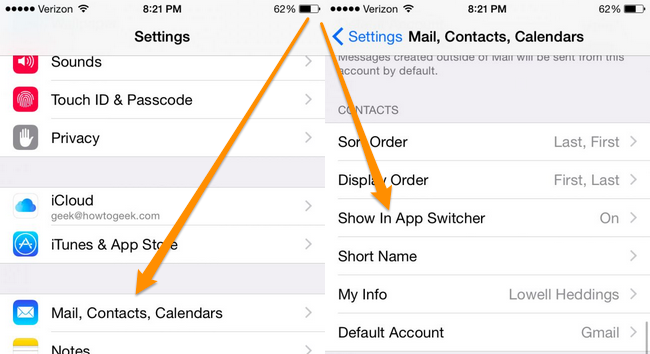 Verizon 8:21 PM 62%
Settings
Sounds
Touch ID & Passcode
Privacy
iCloud
geek@howtogeek.com
iTunes & App Store
Mail, Contacts, Calendars
Notes
Verizon 8:21 PM 62%
Settings Mail, Contacts, Calendars
Messages created outside of Mail will be sent from this
account by default.
CONTACTS
Sort Order Last, First
Display Order First, Last
Show In App Switcher On
Short Name
My Info Lowell Heddings
Default Account Gmail